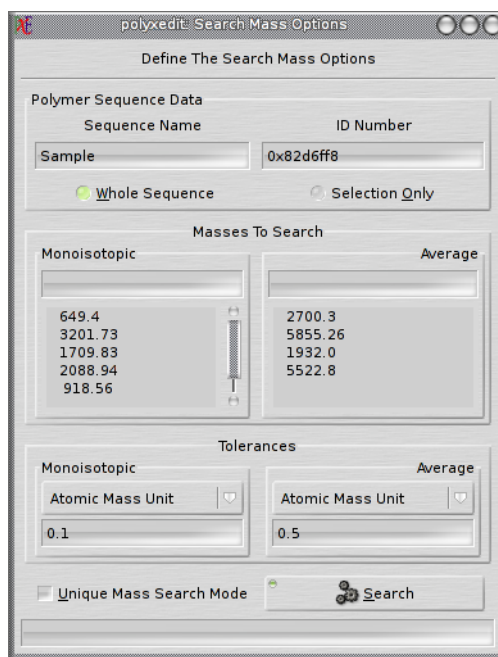 polyxedit: Search Mass Options
Define The Search Mass Options
Polymer Sequence Data
Sequence Name ID Number
Sample 0x82d6ff8
Whole Sequence Selection Only
Masses To Search
Monoisotopic Average
649.4 2700.3
3201.73 5855.26
1709.83 1932.0
2088.94 5522.8
918.56
Tolerances
Monoisotopic Average
Atomic Mass Unit Atomic Mass Unit
0.1 0.5
Unique Mass Search Mode Search